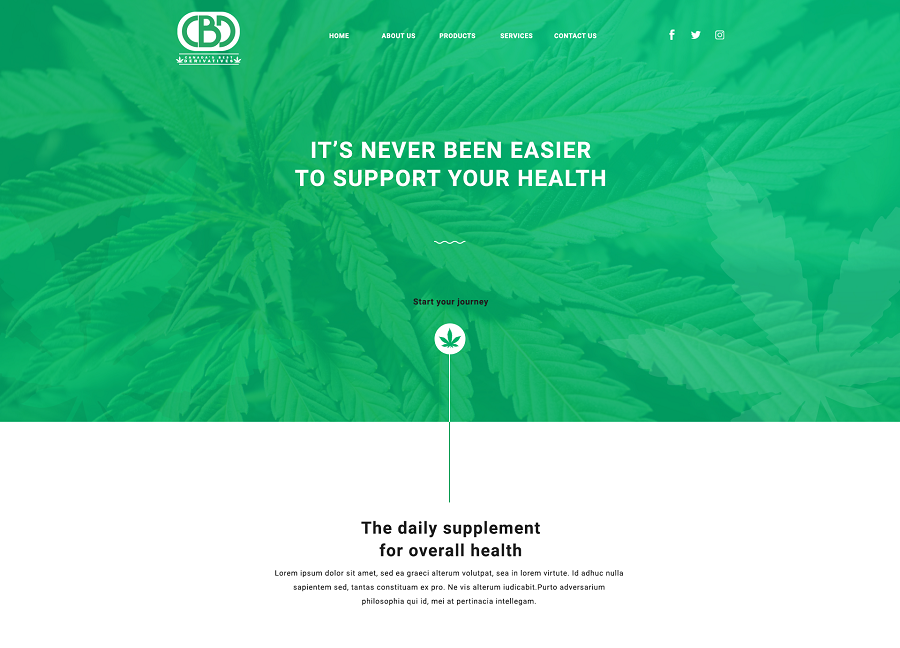 CBD
CANADA'S BEST
DERIVATIVES
HOME
ABOUT US
PRODUCTS
SERVICES
CONTACT US
IT'S NEVER BEEN EASIER
TO SUPPORT YOUR HEALTH
Start your journey
The daily supplement
for overall health
Lorem ipsum dolor sit amet, sed ea graeci alterum volutpat, sea in lorem virtute. Id adhuc nulla
sapientem sed, tantas constituam ex pro. Ne vis alterum iudicabit.Purto adversarium
philosophia qui id, mei at pertinacia intellegam.